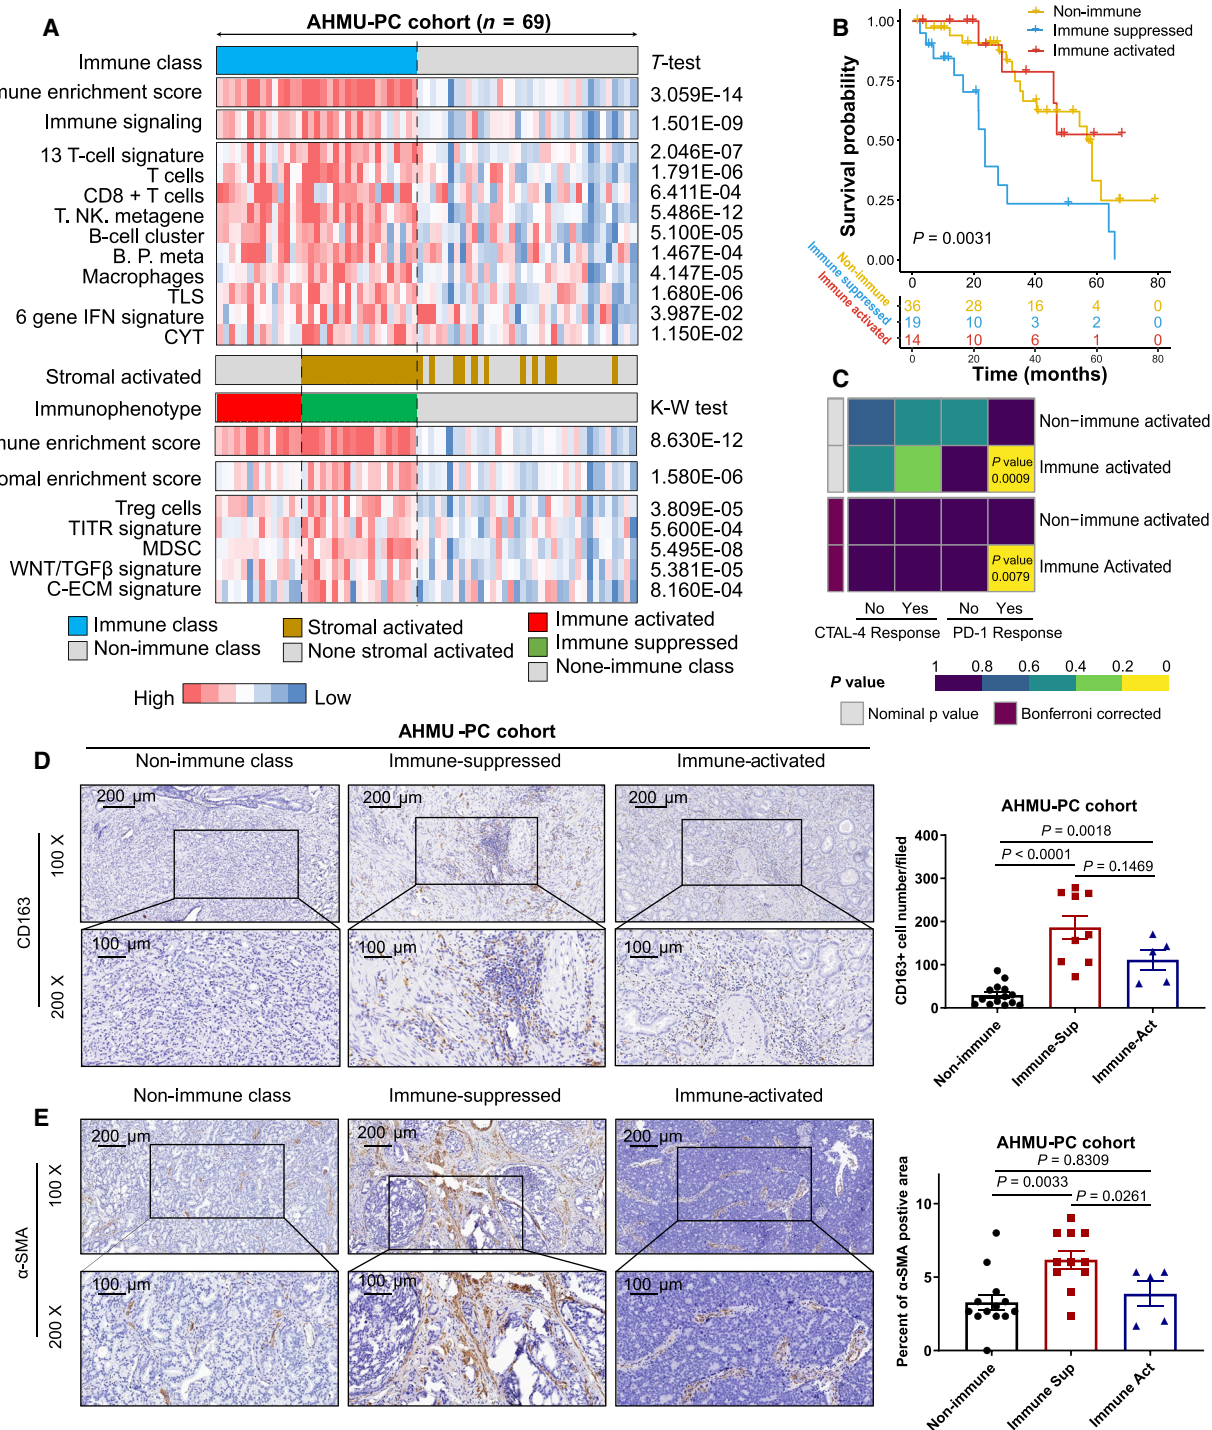 A
AHMU-PC cohort (n = 69)
Immune class
T-test
mune enrichment score
3.059E-14
Immune signaling
1.501E-09
13 T-cell signature
2.046E-07
T cells
1.791E-06
CD8 + T cells
6.411E-04
T. NK. metagene
5.486E-12
B-cell cluster
5.100E-05
B. P. meta
1.467E-04
Macrophages
4.147E-05
TLS
1.680E-06
6 gene IFN signature
3.987E-02
CYT
1.150E-02
Stromal activated
Immunophenotype
K-W test
mune enrichment score
8.630E-12
omal enrichment score
1.580E-06
Treg cells
3.809E-05
TITR signature
5.600E-04
MDSC
5.495E-08
WNT/TGFβ signature
5.381E-05
C-ECM signature
8.160E-04
Immune class
Non-immune class
Stromal activated
None stromal activated
Immune activated
Immune suppressed
None-immune class
High
Low
B
Non-immune
Immune suppressed
Immune activated
Survival probability
1.00
0.75
0.50
0.25
0.00
P = 0.0031
0 20 40 60 80
Non-immune
Immune suppressed
Immune activated
36 28 16 4 0
19 10 3 2 0
14 10 6 1 0
0 20 40 60 80
Time (months)
C
Non-immune activated
Immune activated
P value
0.0009
Non-immune activated
Immune Activated
P value
0.0079
No Yes No Yes
CTAL-4 Response PD-1 Response
P value
1 0.8 0.6 0.4 0.2 0
Nominal p value
Bonferroni corrected
AHMU-PC cohort
D
Non-immune class
Immune-suppressed
Immune-activated
CD163
100 X
200 μm
200 μm
200 μm
200 X
100 μm
100 μm
100 μm
AHMU-PC cohort
P = 0.0018
P < 0.0001
P = 0.1469
CD163+ cell number/filed
400
300
200
100
0
Non-immune
Immune-Sup
Immune-Act
E
Non-immune class
Immune-suppressed
Immune-activated
α-SMA
100 X
200 μm
200 μm
200 μm
200 X
100 μm
100 μm
100 μm
AHMU-PC cohort
P = 0.8309
P = 0.0033
P = 0.0261
Percent of α-SMA postive area
10
5
0
Non-immune
Immune Sup
Immune Act